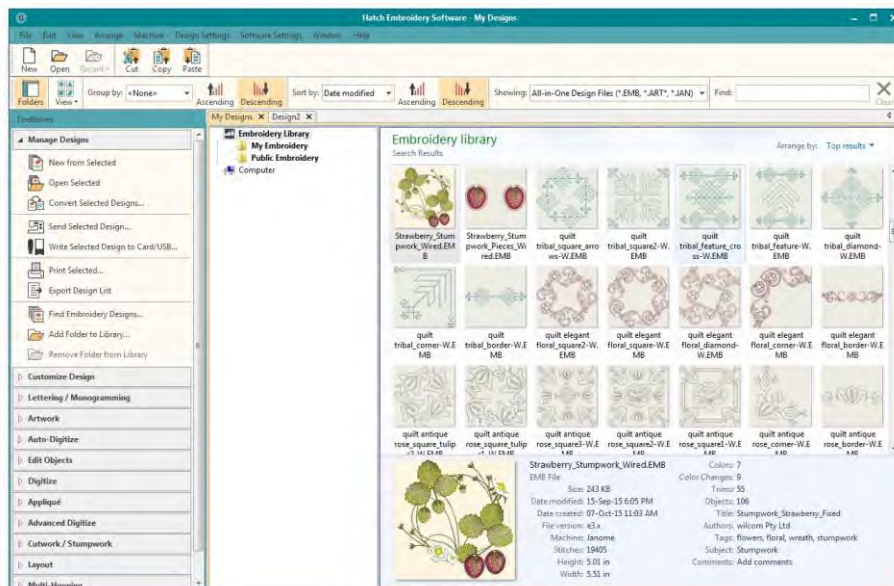 Hatch Embroidery Software - My Designs
File Edit View Arrange Machine Design Settings Software Settings Window Help
New Open Recent Cut Copy Paste
Folders View Group by: <None> Ascending Descending Sort by: Date modified Ascending Descending Showing: All-in-One Design Files (*.EMB, *.ART*, *.JAN) Find: Clear
Toolboxes
My Designs X Design2 X
Manage Designs
New from Selected
Open Selected
Convert Selected Designs...
Send Selected Design...
Write Selected Design to Card/USB...
Print Selected...
Export Design List
Find Embroidery Designs...
Add Folder to Library...
Remove Folder from Library
Customize Design
Lettering / Monogramming
Artwork
Auto-Digitize
Edit Objects
Digitize
Appliqué
Advanced Digitize
Cutwork / Stumpwork
Layout
Multi-Hooping
Embroidery Library
My Embroidery
Public Embroidery
Computer
Embroidery library
Search Results
Arrange by: Top results
Strawberry_Stumpwork_Wired.EMB
Strawberry_Stumpwork_Pieces_Wired.EMB
quilt tribal_square_arrows-W.EMB
quilt tribal_square2-W.EMB
quilt tribal_feature_cross-W.EMB
quilt tribal_feature-W.EMB
quilt tribal_diamond-W.EMB
quilt tribal_corner-W.EMB
quilt tribal_border-W.EMB
quilt elegant floral_square2-W.EMB
quilt elegant floral_square-W.EMB
quilt elegant floral_diamond-W.EMB
quilt elegant floral_corner-W.EMB
quilt elegant floral_border-W.EMB
quilt antique rose_square_tulip
quilt antique rose_square_tulip
quilt antique rose_square3-W.EMB
quilt antique rose_square2-W.EMB
quilt antique rose_square1-W.EMB
quilt antique rose_corner-W.EMB
quilt antique rose_border-W.EMB
Strawberry_Stumpwork_Wired.EMB
EMB File
Size: 243 KB
Date modified: 15-Sep-15 6:05 PM
Date created: 07-Oct-15 11:03 AM
File version: e3.x
Machine: Janome
Stitches: 19405
Height: 5.01 in
Width: 5.51 in
Colors: 7
Color Changes: 9
Trims: 55
Objects: 106
Title: Stumpwork_Strawberry_Fixed
Authors: wilcom Pty Ltd
Tags: flowers, floral, wreath, stumpwork
Subject: Stumpwork
Comments: Add comments